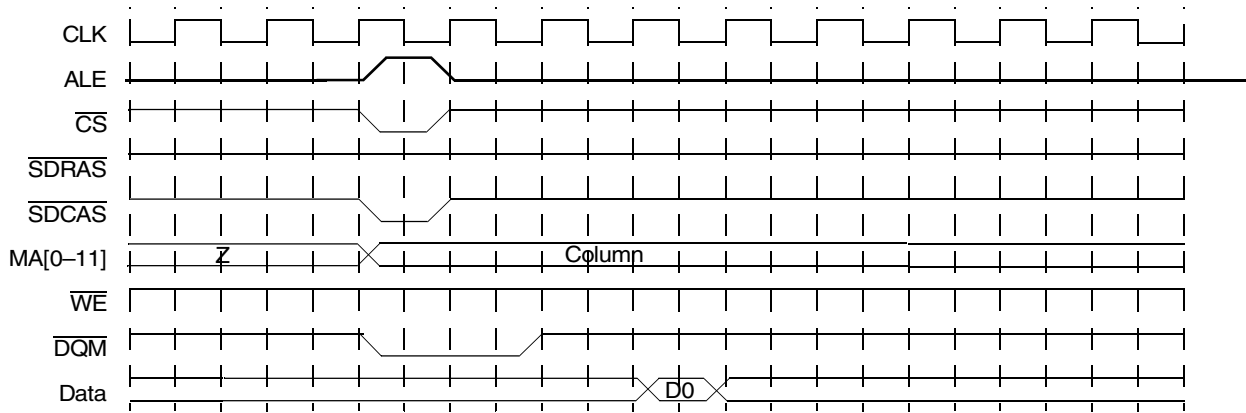 CLK
ALE
CS
SDRAS
SDCAS
MA[0–11] Z Column
WE
DQM
Data D0